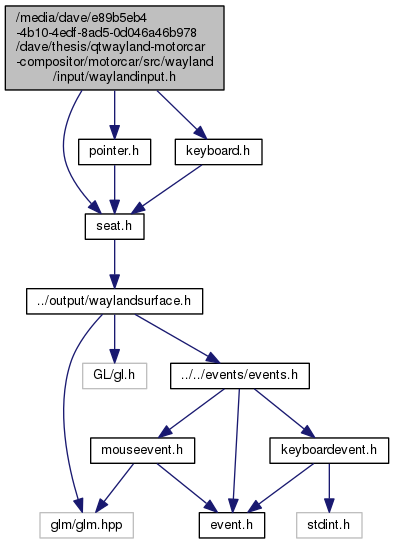 /media/dave/e89b5eb4
-4b10-4edf-8ad5-0d046a46b978
/dave/thesis/qtwayland-motorcar
-compositor/motorcar/src/wayland
/input/waylandinput.h
pointer.h
keyboard.h
seat.h
../output/waylandsurface.h
GL/gl.h
../../events/events.h
mouseevent.h
keyboardevent.h
glm/glm.hpp
event.h
stdint.h